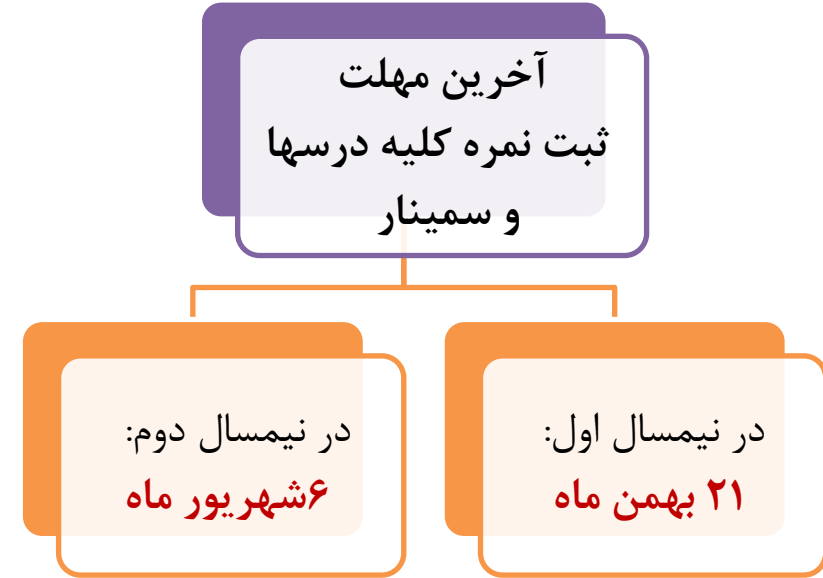 آخرین مهلت
ثبت نمره کلیه درسها
و سمینار
در نیمسال اول:
۲۱ بهمن ماه
در نیمسال دوم:
۶شهریور ماه